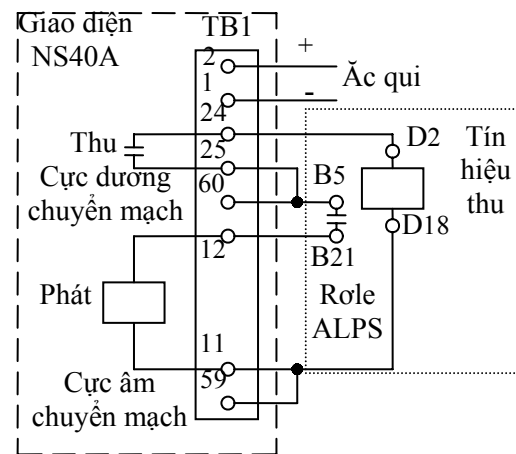 Giao diện
NS40A
TB1
2
+
1
Ăc qui
-
24
D2
Tín
hiệu
thu
Thu
25
Cực dương
chuyển mạch
60
B5
D18
12
B21
Phát
Rơle
ALPS
11
59
Cực âm
chuyển mạch